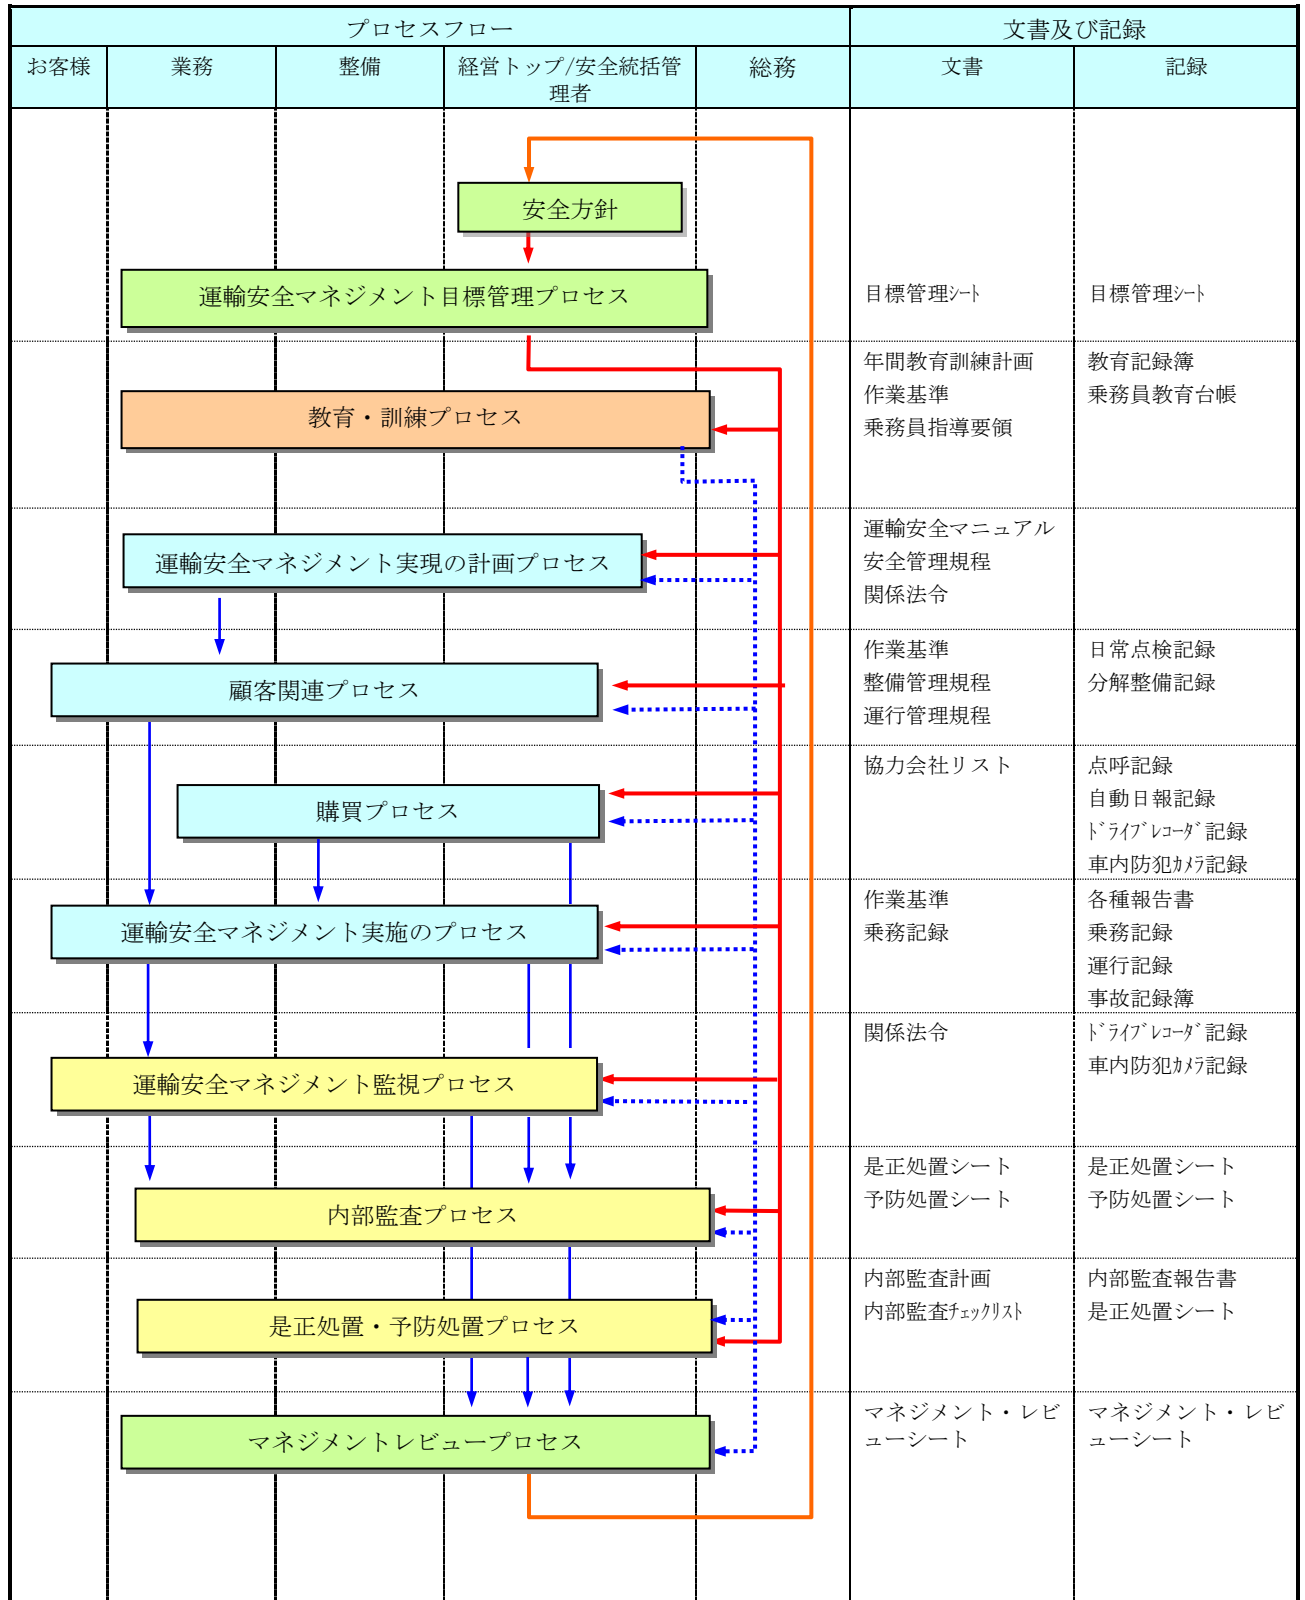 プロセスフロー
文書及び記録
お客様
業務
整備
経営トップ/安全統括管
理者
総務
文書
記録
安全方針
運輸安全マネジメント目標管理プロセス
目標管理ｼｰﾄ
目標管理ｼｰﾄ
教育・訓練プロセス
年間教育訓練計画
作業基準
乗務員指導要領
教育記録簿
乗務員教育台帳
運輸安全マネジメント実現の計画プロセス
運輸安全マニュアル
安全管理規程
関係法令
顧客関連プロセス
作業基準
整備管理規程
運行管理規程
日常点検記録
分解整備記録
購買プロセス
協力会社リスト
点呼記録
自動日報記録
ﾄﾞﾗｲﾌﾞﾚｺｰﾀﾞ記録
車内防犯ｶﾒﾗ記録
運輸安全マネジメント実施のプロセス
作業基準
乗務記録
各種報告書
乗務記録
運行記録
事故記録簿
運輸安全マネジメント監視プロセス
関係法令
ﾄﾞﾗｲﾌﾞﾚｺｰﾀﾞ記録
車内防犯ｶﾒﾗ記録
内部監査プロセス
是正処置シート
予防処置シート
是正処置シート
予防処置シート
是正処置・予防処置プロセス
内部監査計画
内部監査ﾁｪｯｸﾘｽﾄ
内部監査報告書
是正処置シート
マネジメントレビュープロセス
マネジメント・レビ
ューシート
マネジメント・レビ
ューシート